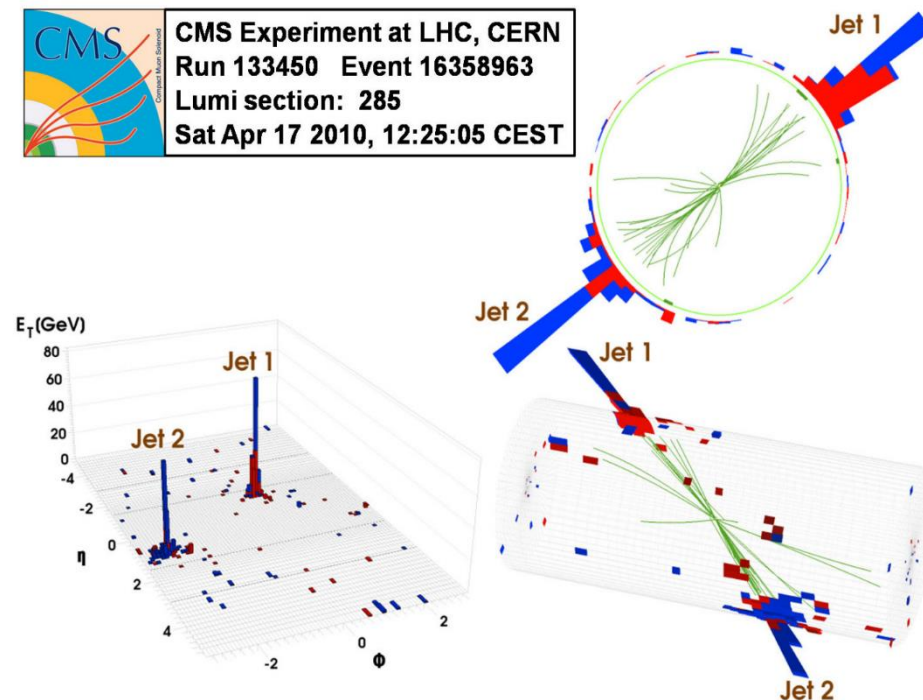 CMS
Compact Muon Solenoid
CMS Experiment at LHC, CERN
Run 133450 Event 16358963
Lumi section: 285
Sat Apr 17 2010, 12:25:05 CEST
Jet 1
Jet 2
E_T(GeV)
80
60
40
20
0
Jet 1
Jet 2
-4
-2
0
2
4
η
-2
0
2
Φ
Jet 1
Jet 2